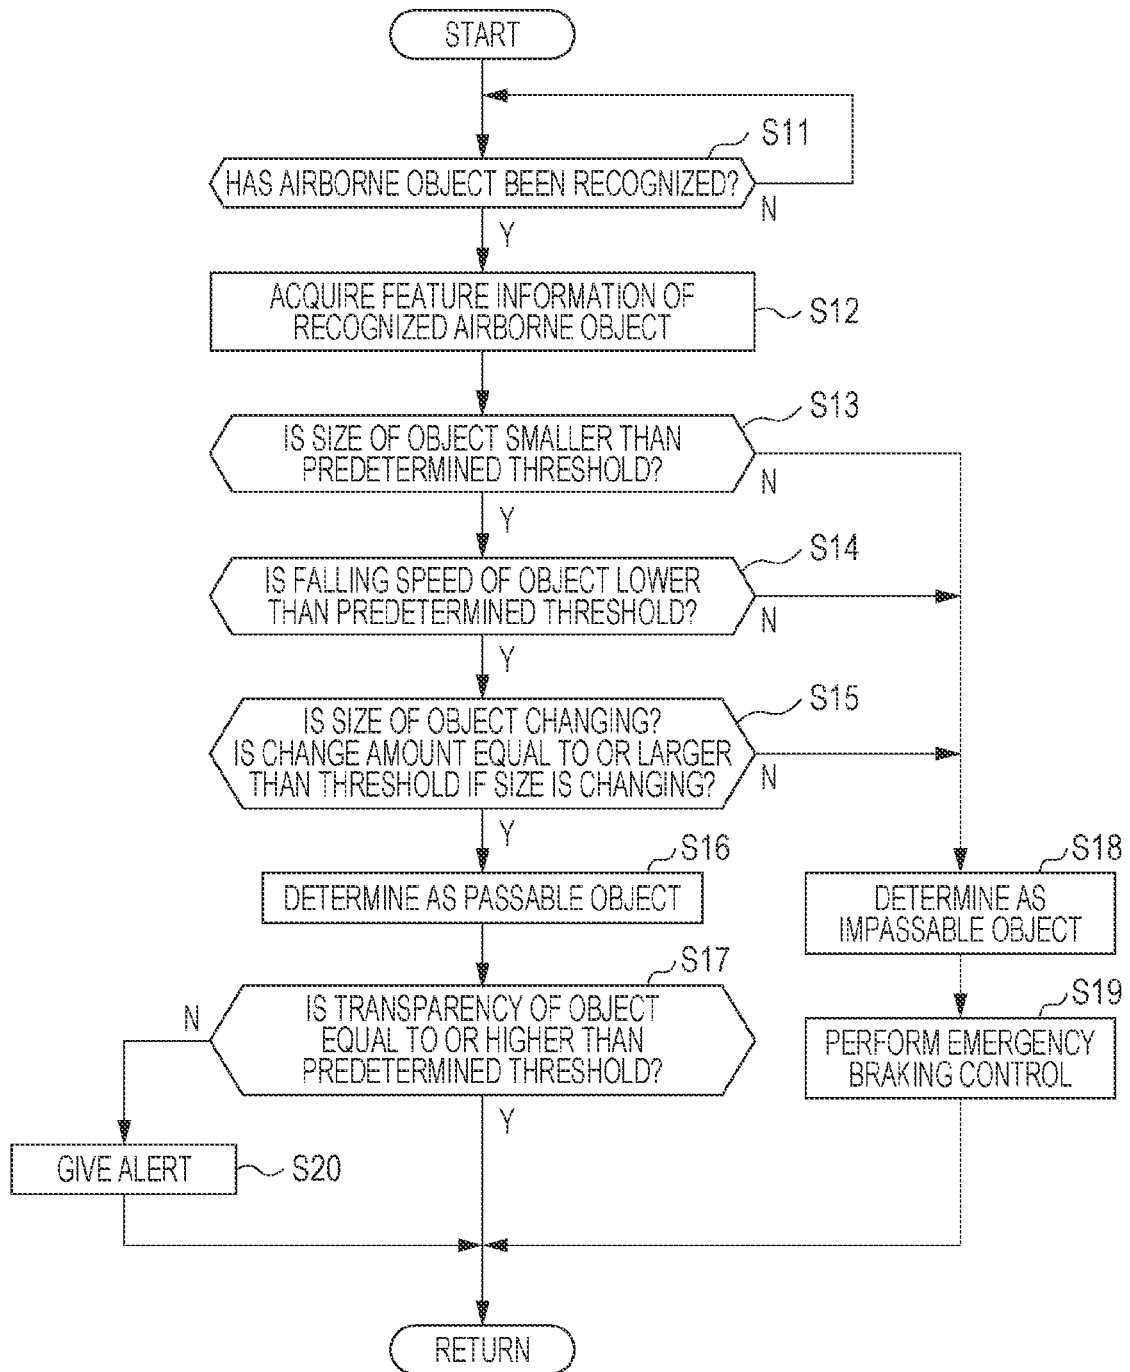 START
S11
HAS AIRBORNE OBJECT BEEN RECOGNIZED?
N
Y
ACQUIRE FEATURE INFORMATION OF
RECOGNIZED AIRBORNE OBJECT
S12
S13
IS SIZE OF OBJECT SMALLER THAN
PREDETERMINED THRESHOLD?
N
Y
S14
IS FALLING SPEED OF OBJECT LOWER
THAN PREDETERMINED THRESHOLD?
N
Y
S15
IS SIZE OF OBJECT CHANGING?
IS CHANGE AMOUNT EQUAL TO OR LARGER
THAN THRESHOLD IF SIZE IS CHANGING?
N
Y
S16
DETERMINE AS PASSABLE OBJECT
S18
DETERMINE AS
IMPASSABLE OBJECT
S17
IS TRANSPARENCY OF OBJECT
EQUAL TO OR HIGHER THAN
PREDETERMINED THRESHOLD?
N
Y
S19
PERFORM EMERGENCY
BRAKING CONTROL
GIVE ALERT
S20
RETURN